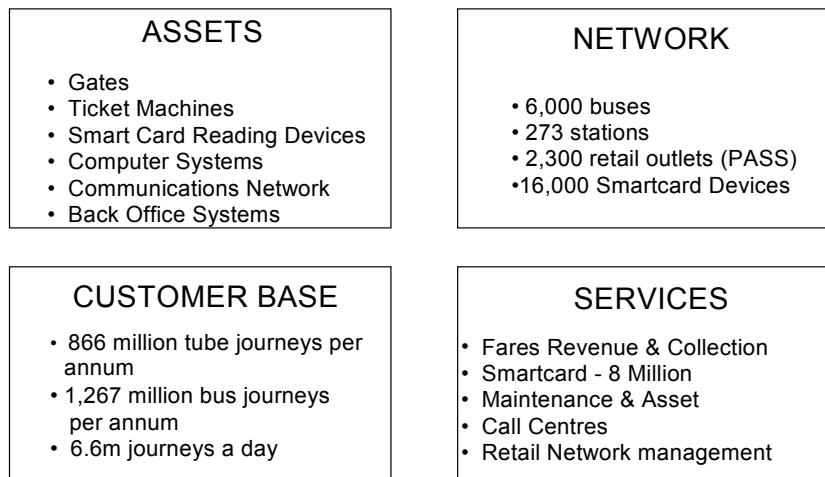 ASSETS
• Gates
• Ticket Machines
• Smart Card Reading Devices
• Computer Systems
• Communications Network
• Back Office Systems
NETWORK
• 6,000 buses
• 273 stations
• 2,300 retail outlets (PASS)
•16,000 Smartcard Devices
CUSTOMER BASE
• 866 million tube journeys per
annum
• 1,267 million bus journeys
per annum
• 6.6m journeys a day
SERVICES
• Fares Revenue & Collection
• Smartcard - 8 Million
• Maintenance & Asset
• Call Centres
• Retail Network management